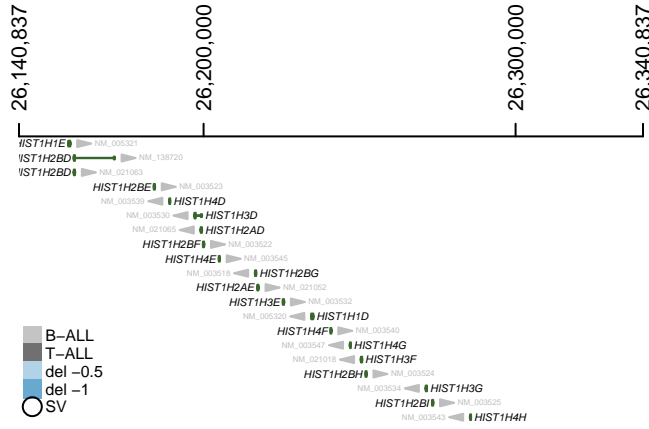 26,140,837
26,200,000
26,300,000
26,340,837
HIST1H1E NM_005321
HIST1H2BD NM_138720
HIST1H2BD NM_021063
HIST1H2BE NM_003523
NM_003539 HIST1H4D
NM_003530 HIST1H3D
NM_021065 HIST1H2AD
HIST1H2BF NM_003522
HIST1H4E NM_003545
NM_003518 HIST1H2BG
HIST1H2AE NM_021052
HIST1H3E NM_003532
NM_005320 HIST1H1D
HIST1H4F NM_003540
NM_003547 HIST1H4G
NM_021018 HIST1H3F
HIST1H2BH NM_003524
NM_003534 HIST1H3G
HIST1H2BI NM_003525
NM_003543 HIST1H4H
B−ALL
T−ALL
del −0.5
del −1
SV